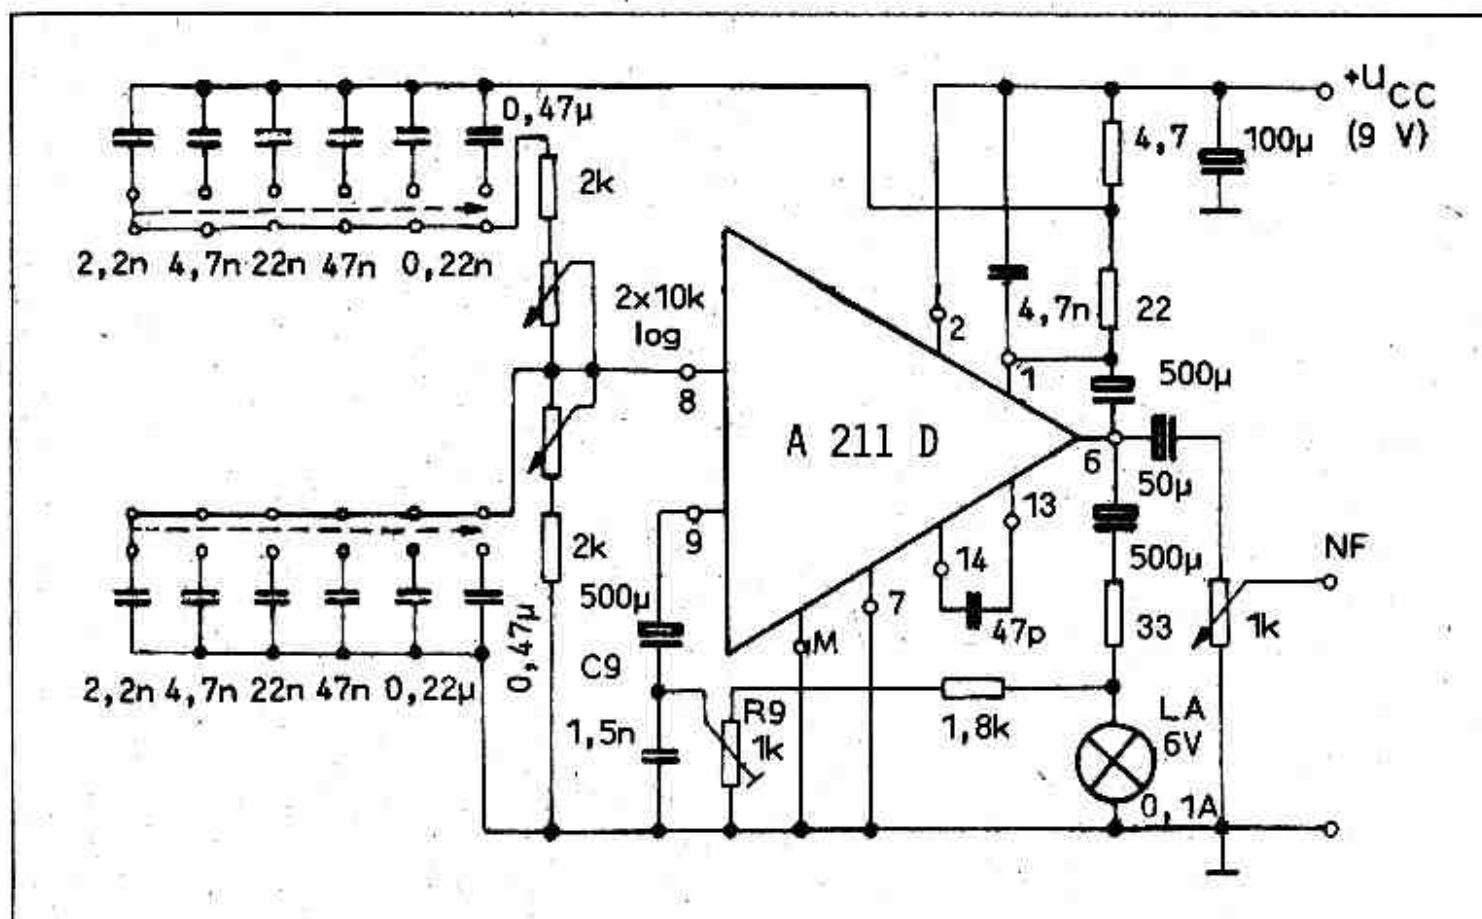 0,47µ
+U_CC
(9 V)
4,7
100µ
2k
2,2n 4,7n 22n 47n 0,22n
2x10k
log
2
4,7n
22
1
500µ
8
A 211 D
6
50µ
13
9
2k
14
500µ
NF
500µ
7
47p
33
1k
M
C9
0,47µ
2,2n 4,7n 22n 47n 0,22µ
R9
1k
1,5n
1,8k
LA
6V
0,1A